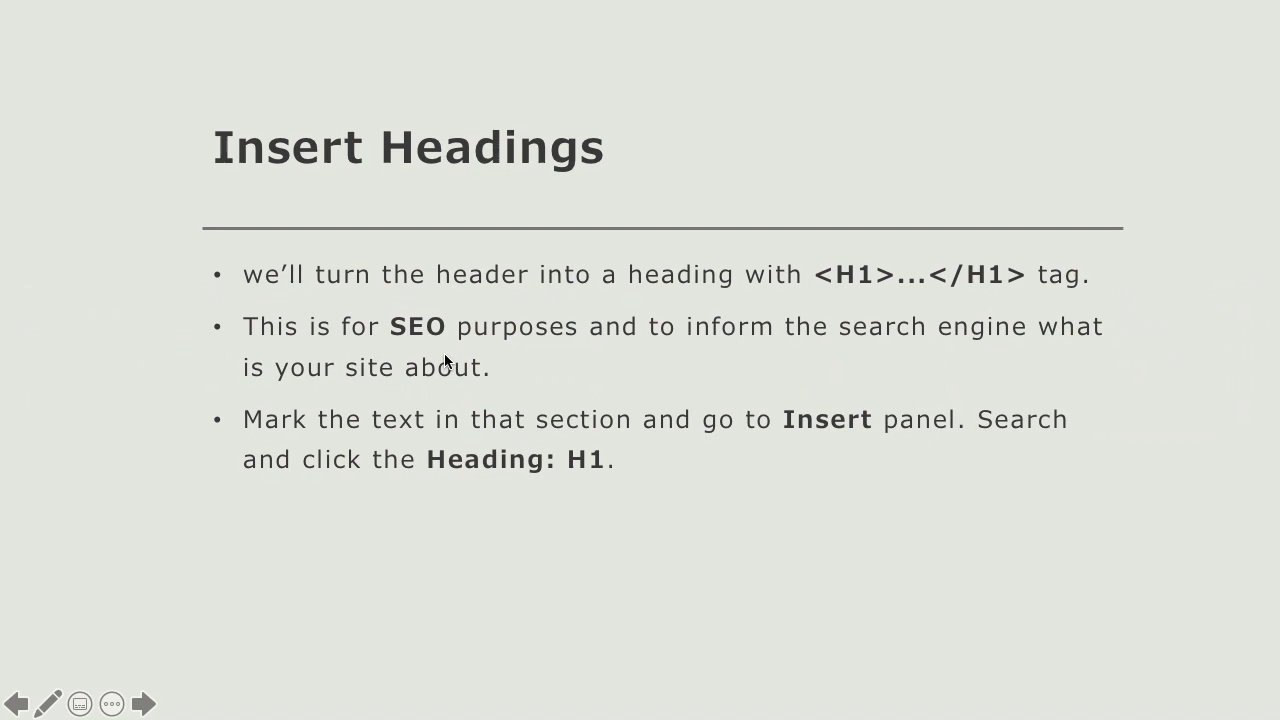 Insert Headings
• we’ll turn the header into a heading with <H1>...</H1> tag.
• This is for SEO purposes and to inform the search engine what
is your site about.
• Mark the text in that section and go to Insert panel. Search
and click the Heading: H1.